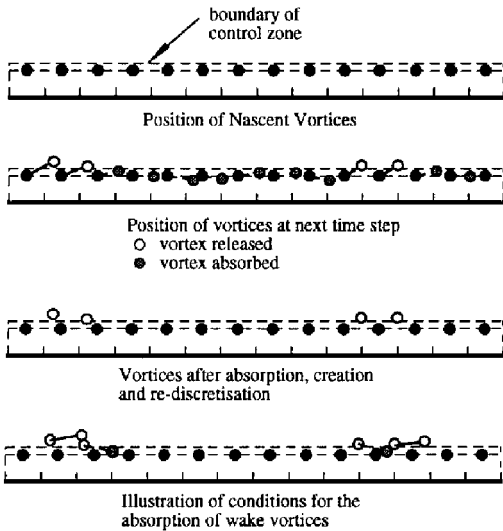 boundary of
control zone
Position of Nascent Vortices
Position of vortices at next time step
vortex released
vortex absorbed
Vortices after absorption, creation
and re-discretisation
Illustration of conditions for the
absorption of wake vortices